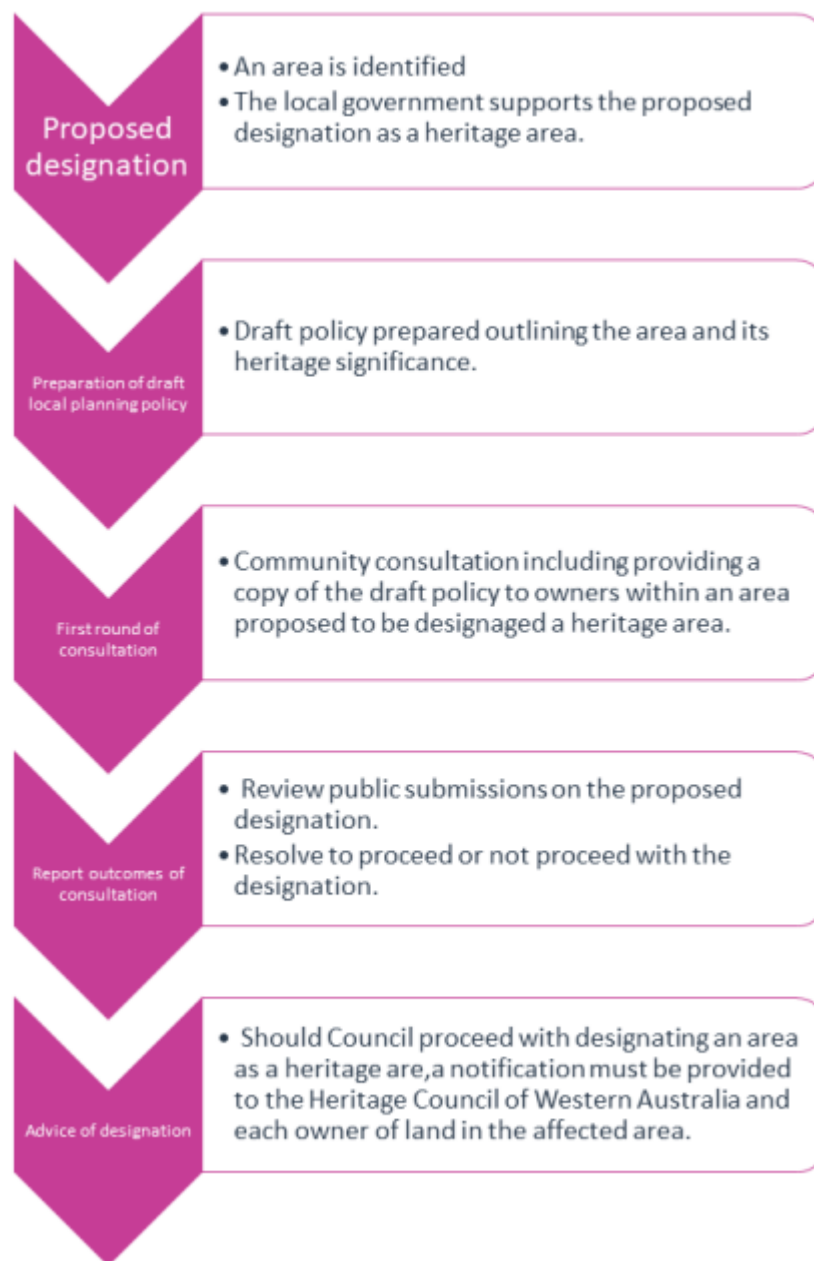 Proposed
designation
•An area is identified
•The local government supports the proposed
designation as a heritage area.
Preparation of draft
local planning policy
•Draft policy prepared outlining the area and its
heritage significance.
First round of
consultation
•Community consultation including providing a
copy of the draft policy to owners within an area
proposed to be designaged a heritage area.
Report outcomes of
consultation
• Review public submissions on the proposed
designation.
•Resolve to proceed or not proceed with the
designation.
Advice of designation
• Should Council proceed with designating an area
as a heritage are,a notification must be provided
to the Heritage Council of Western Australia and
each owner of land in the affected area.